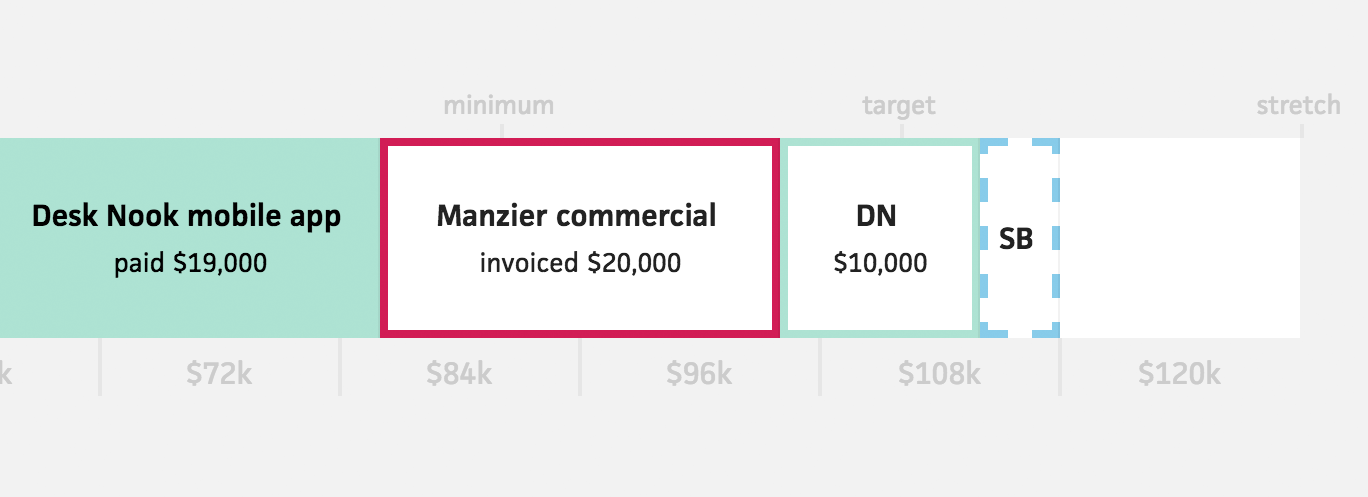 minimum
target
stretch
Desk Nook mobile app
paid $19,000
Manzier commercial
invoiced $20,000
DN
$10,000
SB
k
$72k
$84k
$96k
$108k
$120k